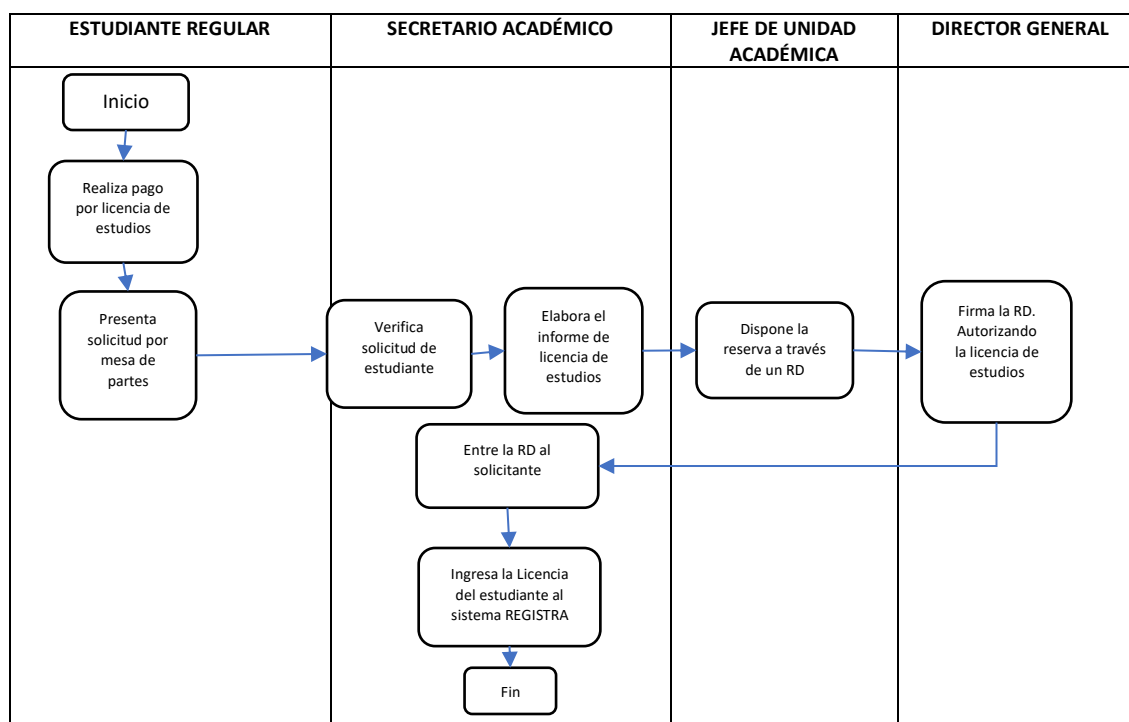 ESTUDIANTE REGULAR
SECRETARIO ACADÉMICO
JEFE DE UNIDAD
ACADÉMICA
DIRECTOR GENERAL
Inicio
Realiza pago
por licencia de
estudios
Presenta
solicitud por
mesa de
partes
Verifica
solicitud de
estudiante
Elabora el
informe de
licencia de
estudios
Dispone la
reserva a través
de un RD
Firma la RD.
Autorizando
la licencia de
estudios
Entre la RD al
solicitante
Ingresa la Licencia
del estudiante al
sistema REGISTRA
Fin